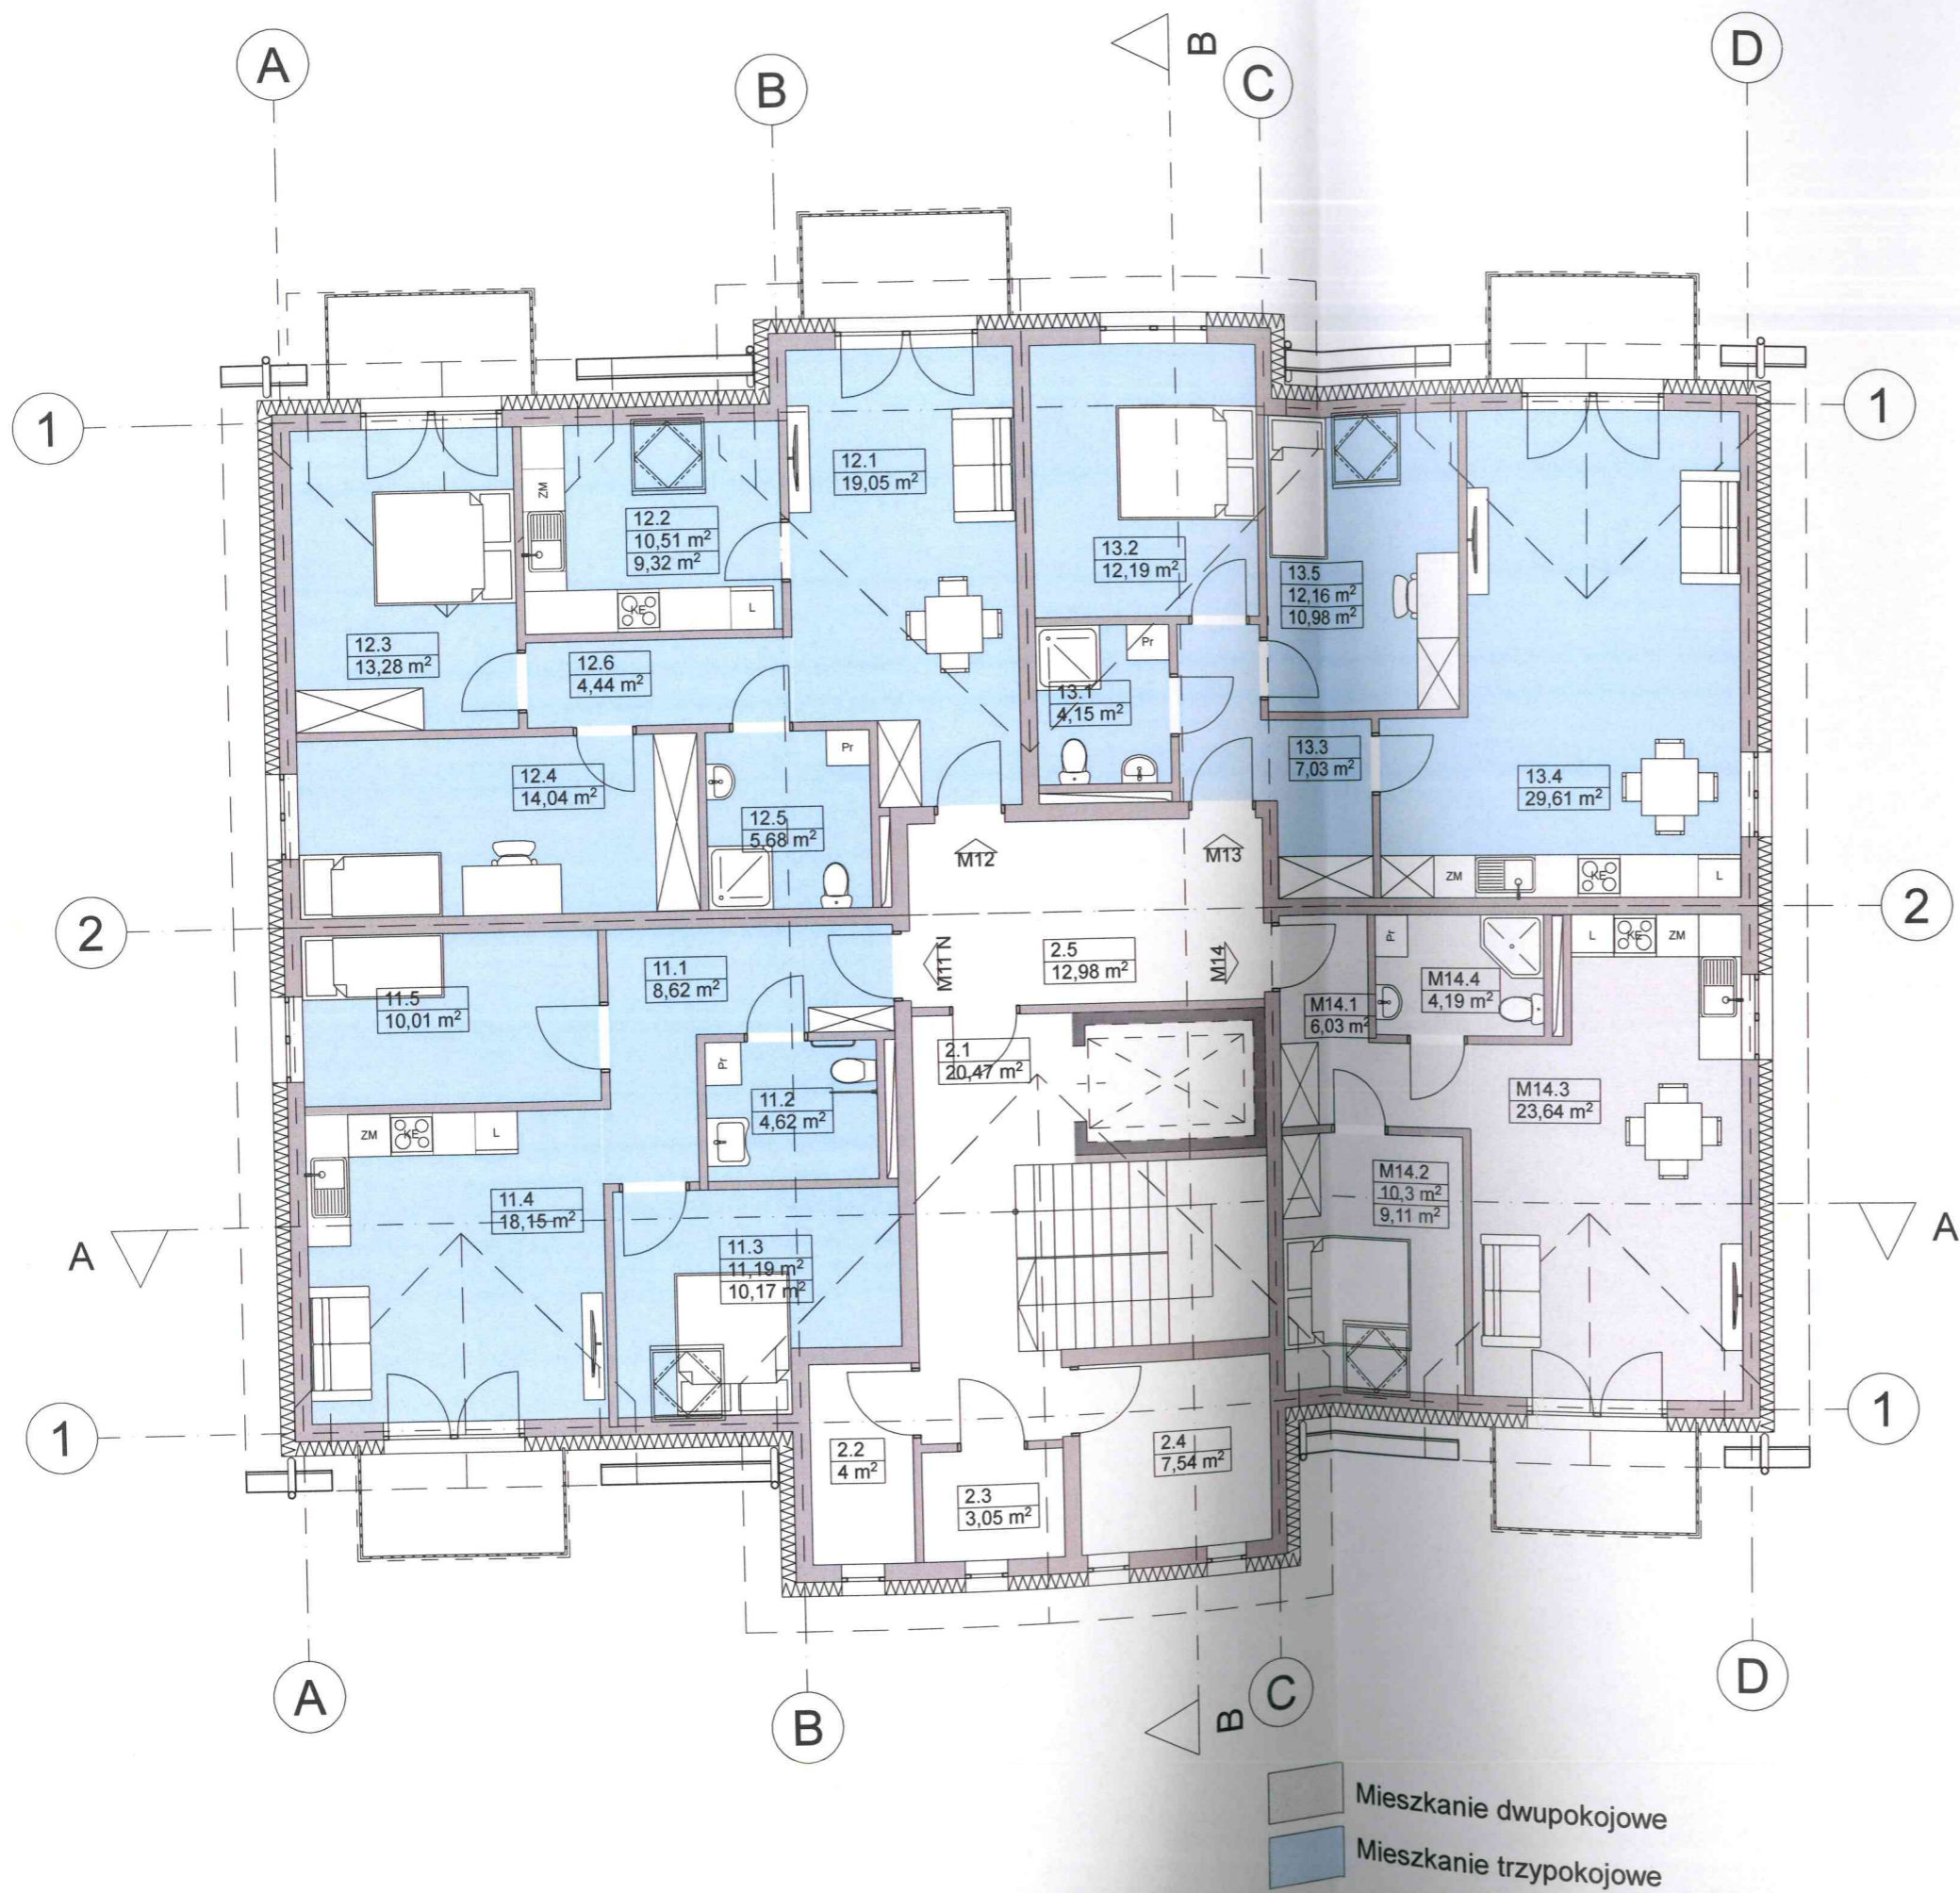 B
A
B
C
D
1
1
12.1
19,05 m²
12.2
10,51 m²
9,32 m²
ZM
KE
L
13.2
12,19 m²
13.5
12,16 m²
10,98 m²
12.3
13,28 m²
12.6
4,44 m²
Pr
13.1
4,15 m²
Pr
13.3
7,03 m²
12.4
14,04 m²
13.4
29,61 m²
12.5
5,68 m²
M12
M13
ZM
KE
L
2
2
11.1
8,62 m²
M11 N
2.5
12,98 m²
M14
Pr
L
KE
ZM
11.5
10,01 m²
M14.4
4,19 m²
M14.1
6,03 m²
2.1
20,47 m²
Pr
11.2
4,62 m²
M14.3
23,64 m²
ZM
KE
L
M14.2
10,3 m²
9,11 m²
11.4
18,15 m²
A
A
11.3
11,19 m²
10,17 m²
1
1
2.2
4 m²
2.3
3,05 m²
2.4
7,54 m²
A
B
C
D
B
Mieszkanie dwupokojowe
Mieszkanie trzypokojowe